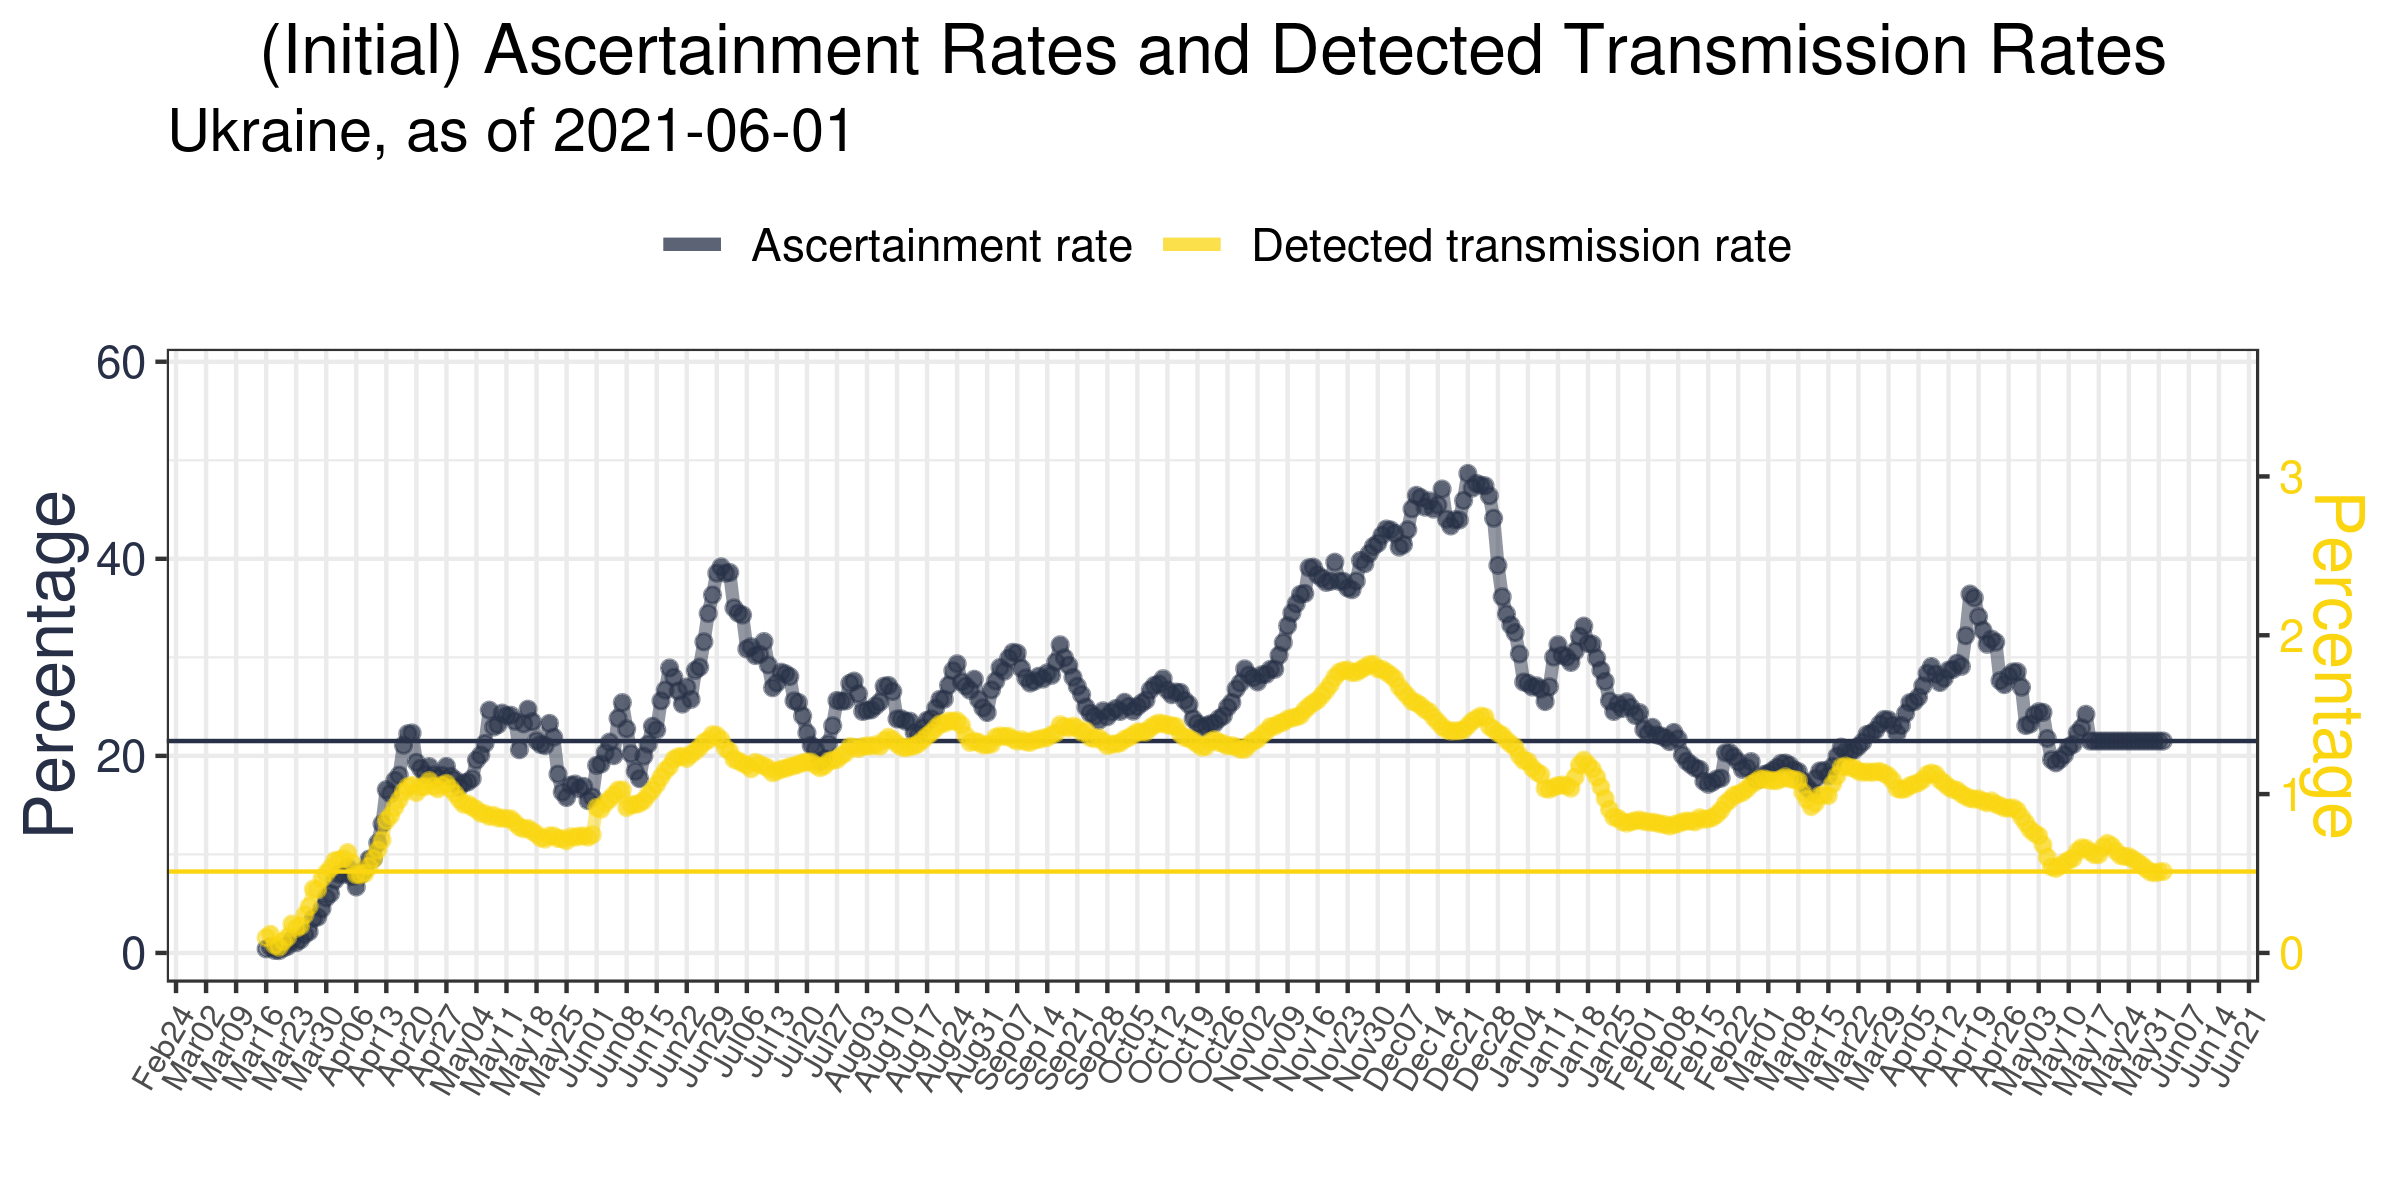 (Initial) Ascertainment Rates and Detected Transmission Rates
Ukraine, as of 2021-06-01
Ascertainment rate
Detected transmission rate
Percentage
60
40
20
0
3
2
1
0
Percentage
Feb24
Mar02
Mar09
Mar16
Mar23
Mar30
Apr06
Apr13
Apr20
Apr27
May04
May11
May18
May25
Jun01
Jun08
Jun15
Jun22
Jun29
Jul06
Jul13
Jul20
Jul27
Aug03
Aug10
Aug17
Aug24
Aug31
Sep07
Sep14
Sep21
Sep28
Oct05
Oct12
Oct19
Oct26
Nov02
Nov09
Nov16
Nov23
Nov30
Dec07
Dec14
Dec21
Dec28
Jan04
Jan11
Jan18
Jan25
Feb01
Feb08
Feb15
Feb22
Mar01
Mar08
Mar15
Mar22
Mar29
Apr05
Apr12
Apr19
Apr26
May03
May10
May17
May24
May31
Jun07
Jun14
Jun21